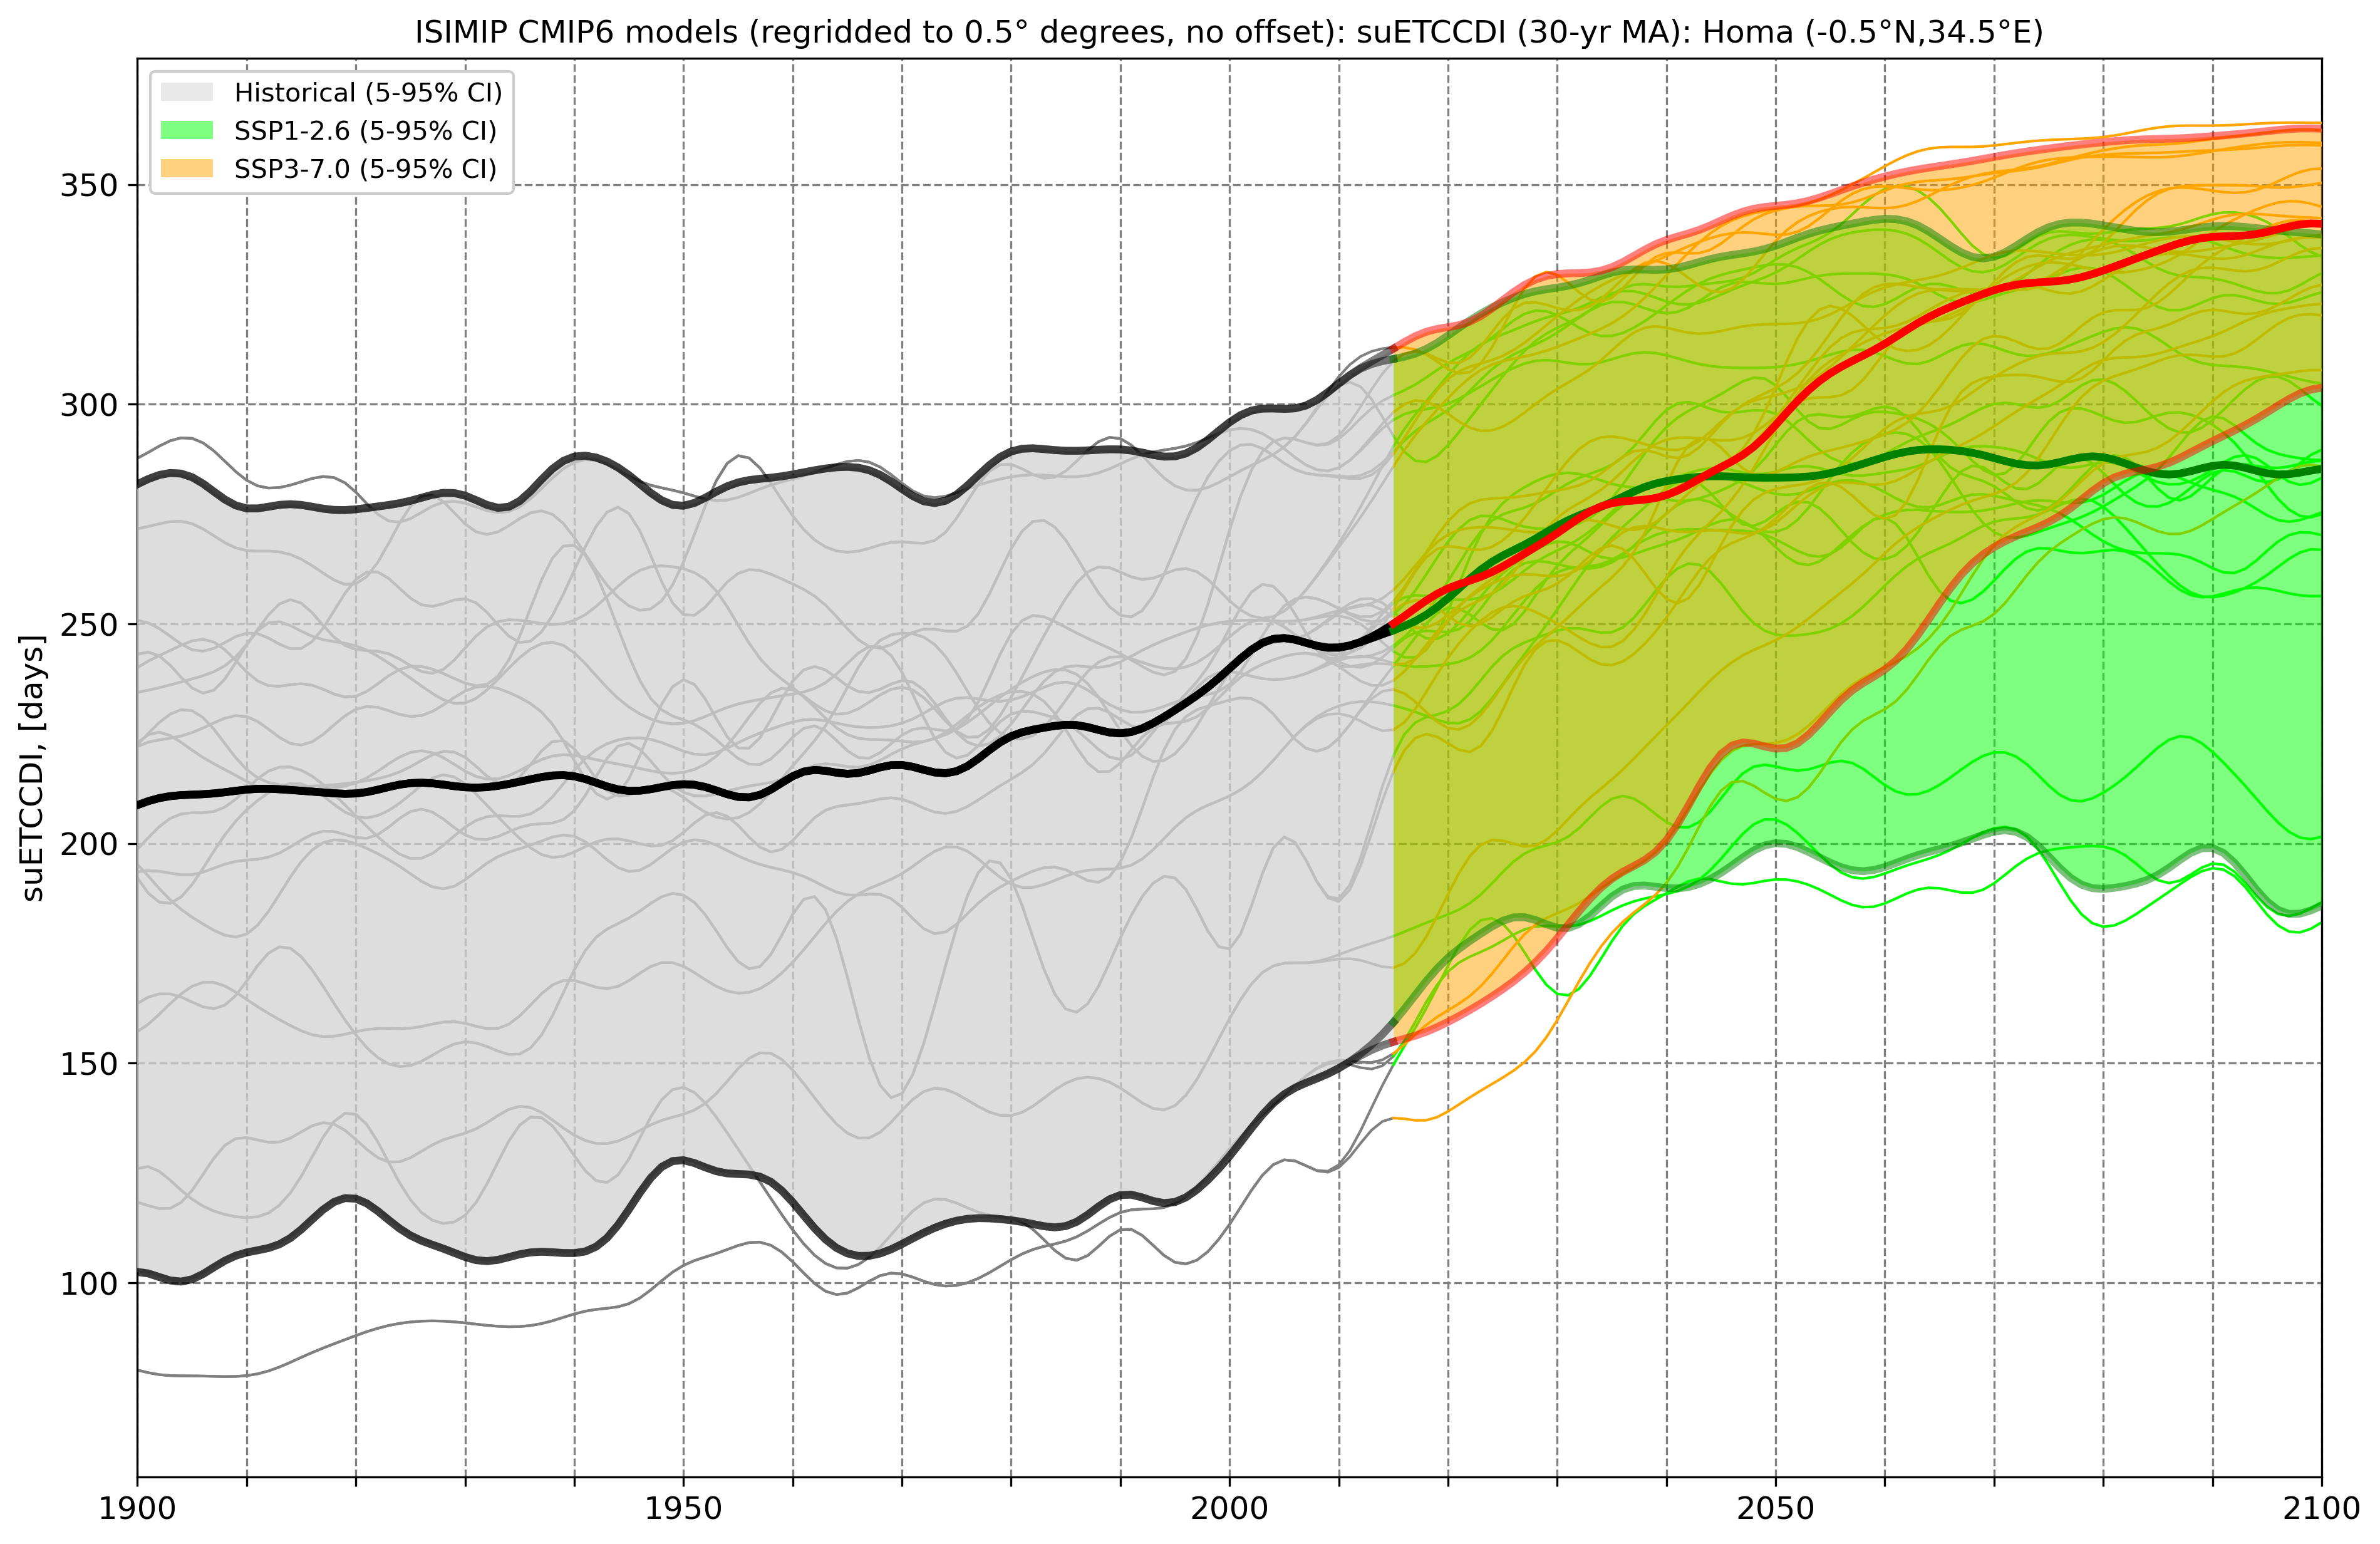 ISIMIP CMIP6 models (regridded to 0.5° degrees, no offset): suETCCDI (30-yr MA): Homa (-0.5°N,34.5°E)
Historical (5-95% CI)
SSP1-2.6 (5-95% CI)
SSP3-7.0 (5-95% CI)
suETCCDI, [days]
350
300
250
200
150
100
1900
1950
2000
2050
2100